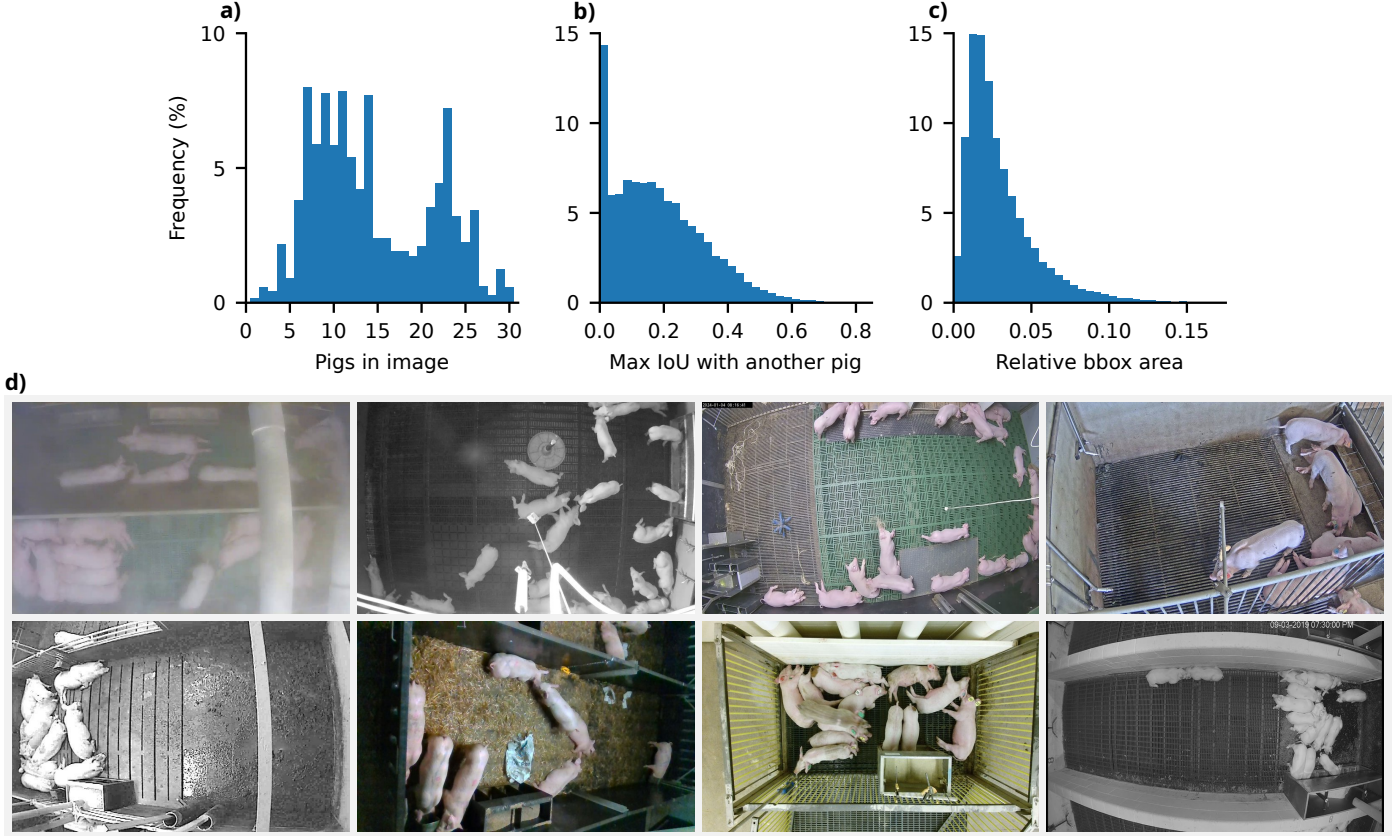 a)
b)
c)
10
5
0
Frequency (%)
0 5 10 15 20 25 30
Pigs in image
15
10
5
0
0.0 0.2 0.4 0.6 0.8
Max IoU with another pig
15
10
5
0
0.00 0.05 0.10 0.15
Relative bbox area
d)
09-03-2019 07:30:00 PM